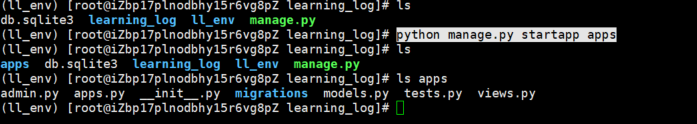 (ll_env) [root@iZbp17plnodbhy15r6vg8pZ learning_log]# ls
db.sqlite3  learning_log  ll_env  manage.py
(ll_env) [root@iZbp17plnodbhy15r6vg8pZ learning_log]# python manage.py startapp apps
(ll_env) [root@iZbp17plnodbhy15r6vg8pZ learning_log]# ls
apps  db.sqlite3  learning_log  ll_env  manage.py
(ll_env) [root@iZbp17plnodbhy15r6vg8pZ learning_log]# ls apps
admin.py  apps.py  __init__.py  migrations  models.py  tests.py  views.py
(ll_env) [root@iZbp17plnodbhy15r6vg8pZ learning_log]#